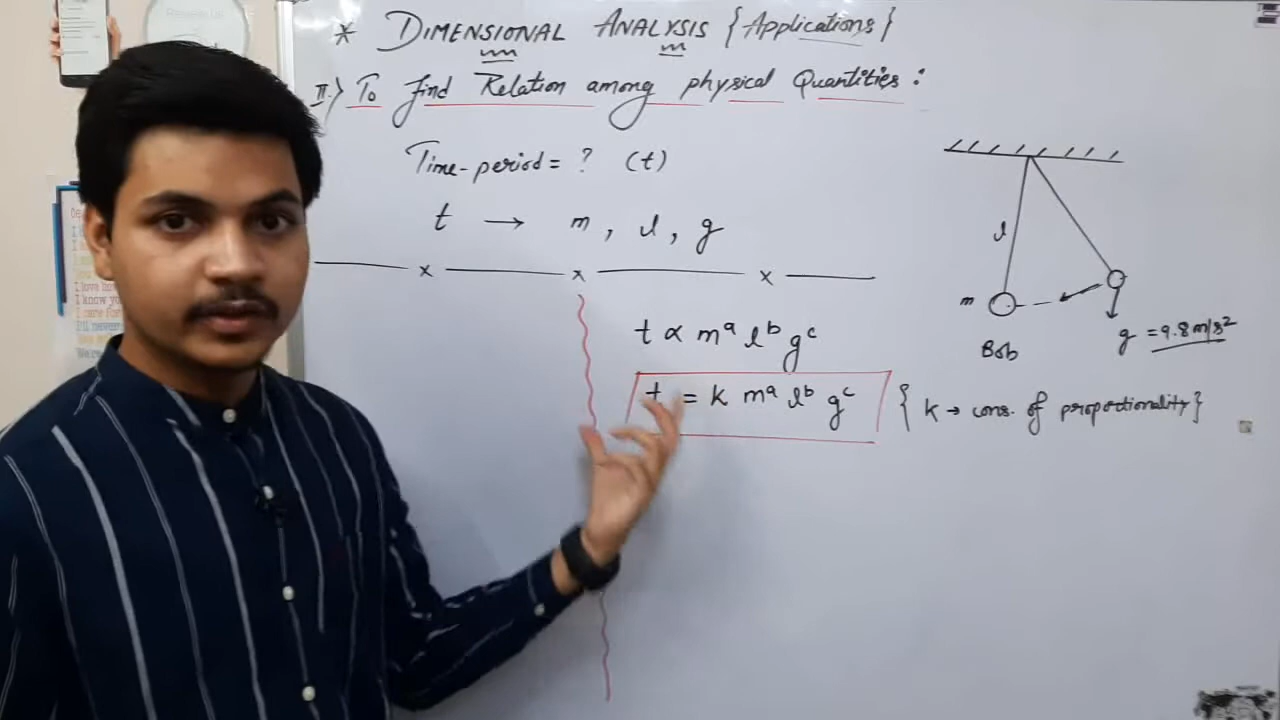 * DIMENSIONAL ANALYSIS {Applications}
II.) To find Relation among physical Quantities :
Time-period = ? (t)
t → m, l, g
t ∝ m^a l^b g^c
t = k m^a l^b g^c { k → cons. of proportionality}
l
m
Bob
g = 9.8 m/s²